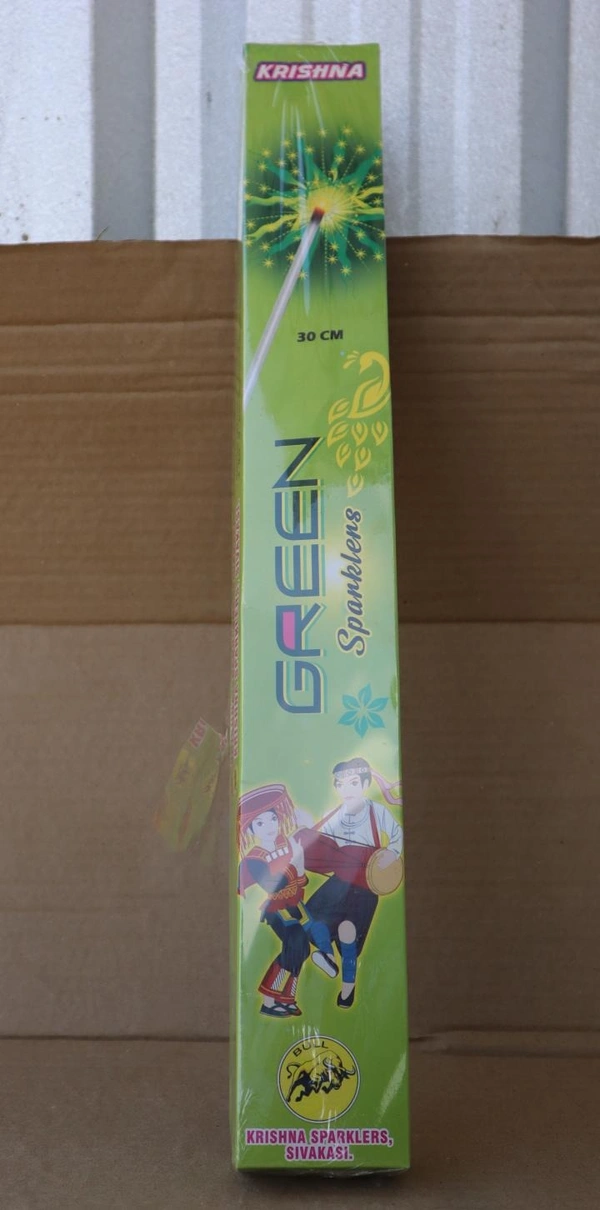 KRISHNA
30 CM
GREEN
Sparklers
BULL
KRISHNA SPARKLERS,
SIVAKASI.